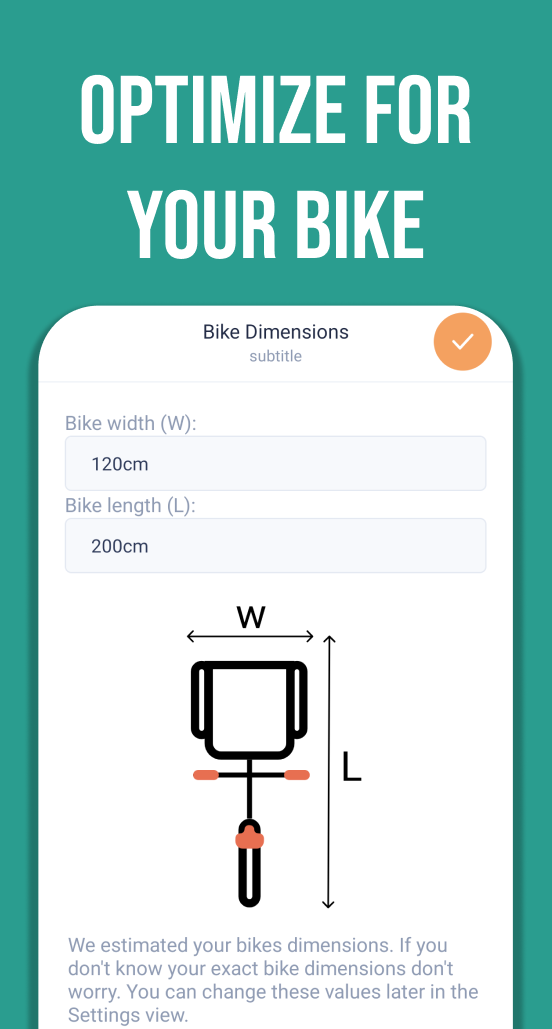 OPTIMIZE FOR
YOUR BIKE
Bike Dimensions
subtitle
Bike width (W):
120cm
Bike length (L):
200cm
W
L
We estimated your bikes dimensions. If you
don't know your exact bike dimensions don't
worry. You can change these values later in the
Settings view.